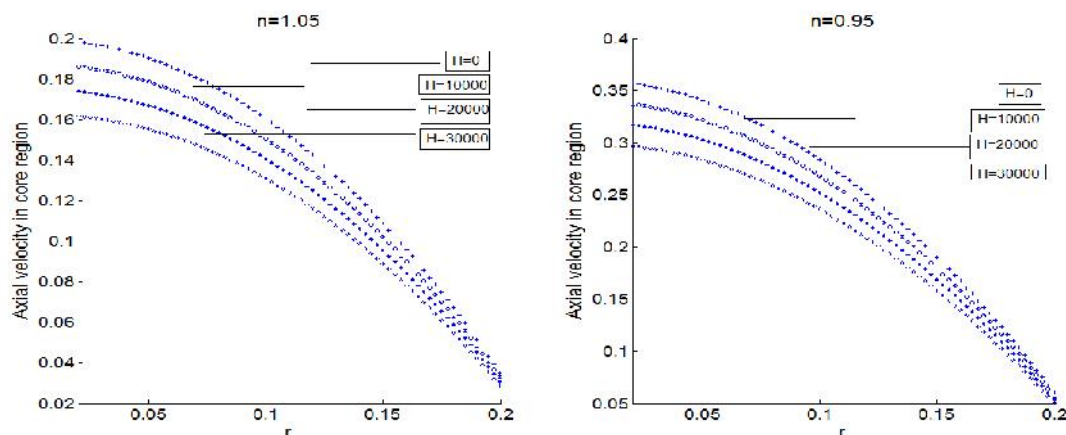 n=1.05
Axial velocity in core region
0.2
0.18
0.16
0.14
0.12
0.1
0.08
0.06
0.04
0.02
H=0
H=10000
H=20000
H=30000
0.05
0.1
0.15
0.2
r
n=0.95
Axial velocity in core region
0.4
0.35
0.3
0.25
0.2
0.15
0.1
0.05
H=0
H=10000
H=20000
H=30000
0.05
0.1
0.15
0.2
r